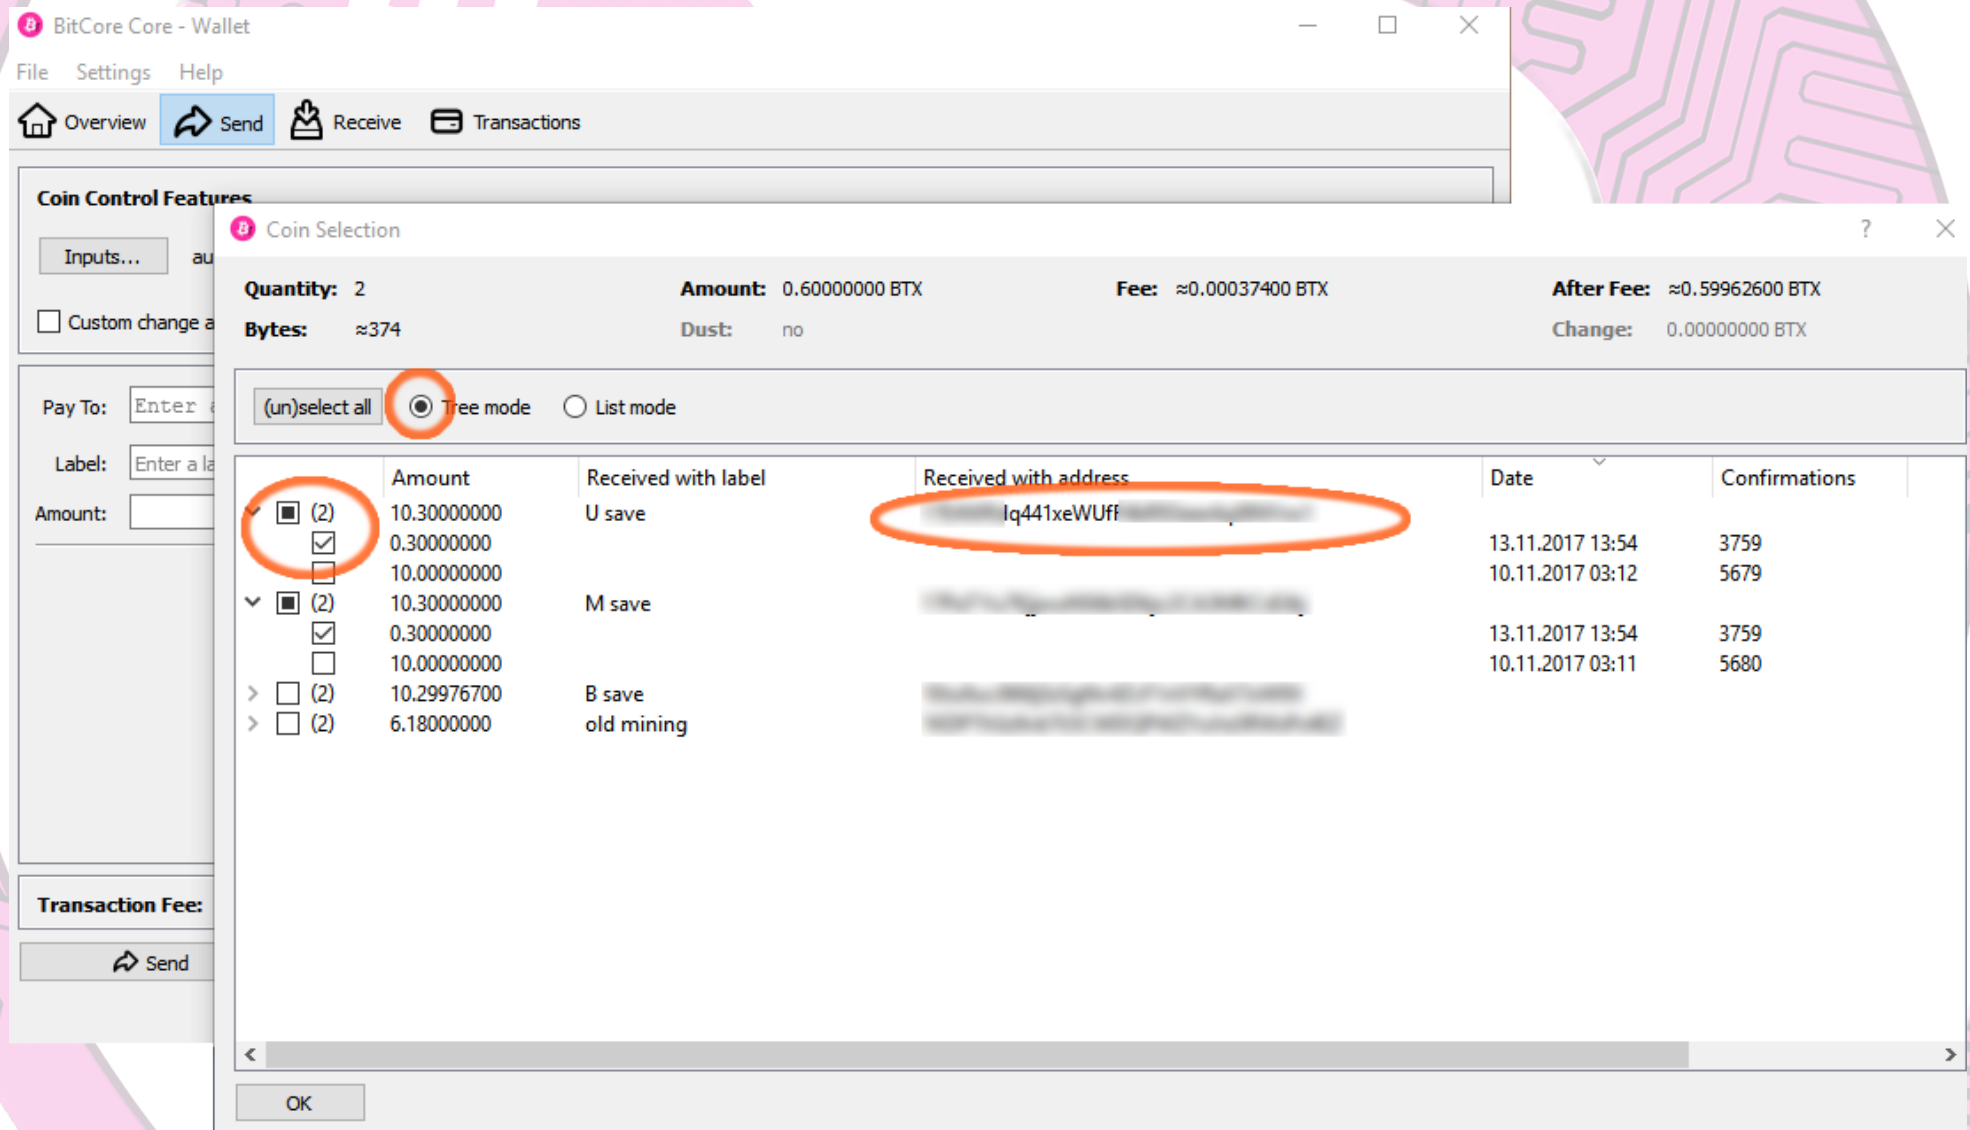 BitCore Core - Wallet
File Settings Help
Overview Send Receive Transactions
Coin Control Features
Inputs... au
Custom change a
Pay To: Enter
Label: Enter a la
Amount:
Transaction Fee:
Send
Coin Selection ?
Quantity: 2 Amount: 0.60000000 BTX Fee: ≈0.00037400 BTX After Fee: ≈0.59962600 BTX
Bytes: ≈374 Dust: no Change: 0.00000000 BTX
(un)select all Tree mode List mode
Amount Received with label Received with address Date Confirmations
(2) 10.30000000 U save lq441xeWUfF
0.30000000 13.11.2017 13:54 3759
10.00000000 10.11.2017 03:12 5679
(2) 10.30000000 M save
0.30000000 13.11.2017 13:54 3759
10.00000000 10.11.2017 03:11 5680
(2) 10.29976700 B save
(2) 6.18000000 old mining
OK